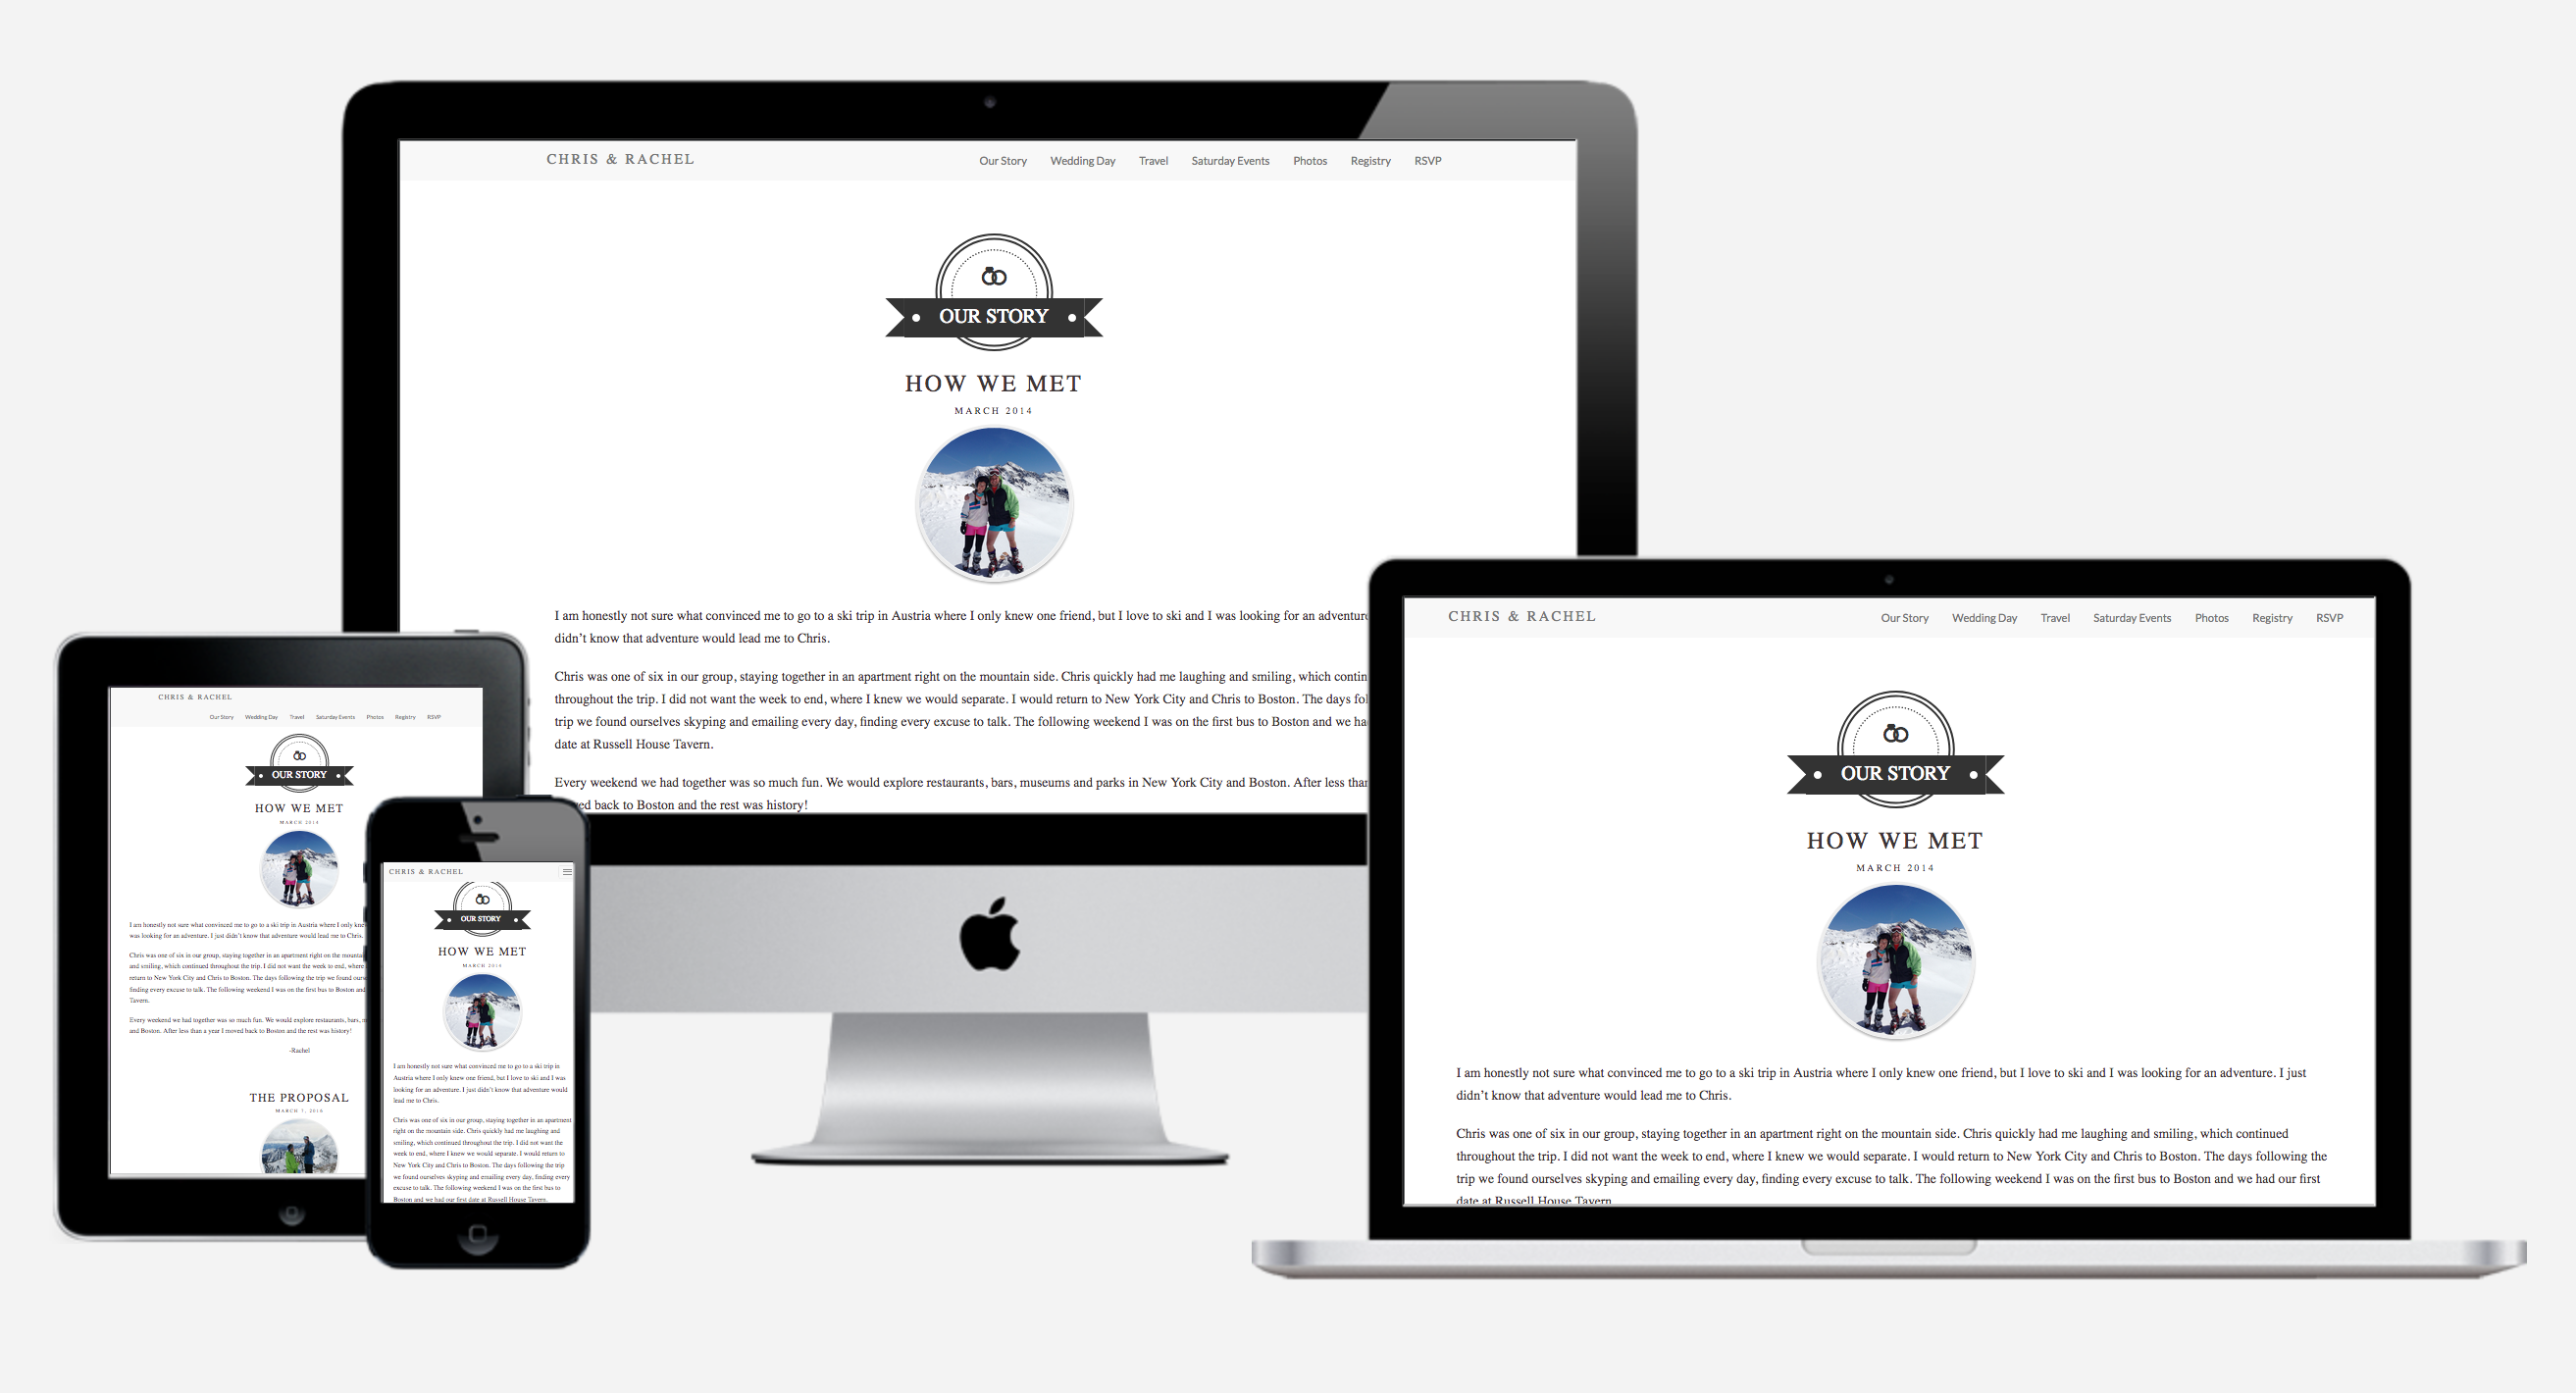 CHRIS & RACHEL
Our Story Wedding Day Travel Saturday Events Photos Registry RSVP
OUR STORY
HOW WE MET
MARCH 2014
I am honestly not sure what convinced me to go to a ski trip in Austria where I only knew one friend, but I love to ski and I was looking for an adventure
didn't know that adventure would lead me to Chris.
Chris was one of six in our group, staying together in an apartment right on the mountain side. Chris quickly had me laughing and smiling, which contin
throughout the trip. I did not want the week to end, where I knew we would separate. I would return to New York City and Chris to Boston. The days fol
trip we found ourselves skyping and emailing every day, finding every excuse to talk. The following weekend I was on the first bus to Boston and we ha
date at Russell House Tavern.
Every weekend we had together was so much fun. We would explore restaurants, bars, museums and parks in New York City and Boston. After less than
ed back to Boston and the rest was history!
CHRIS & RACHEL
Our Story Wedding Day Travel Saturday Events Photos Registry RSVP
OUR STORY
HOW WE MET
MARCH 2014
I am honestly not sure what convinced me to go to a ski trip in Austria where I only kne
was looking for an adventure. I just didn't know that adventure would lead me to Chris.
Chris was one of six in our group, staying together in an apartment right on the mountai
and smiling, which continued throughout the trip. I did not want the week to end, where
return to New York City and Chris to Boston. The days following the trip we found ourse
finding every excuse to talk. The following weekend I was on the first bus to Boston and
Tavern.
Every weekend we had together was so much fun. We would explore restaurants, bars, m
and Boston. After less than a year I moved back to Boston and the rest was history!
-Rachel
THE PROPOSAL
MARCH 7, 2016
CHRIS & RACHEL
OUR STORY
HOW WE MET
MARCH 2014
I am honestly not sure what convinced me to go to a ski trip in
Austria where I only knew one friend, but I love to ski and I was
looking for an adventure. I just didn't know that adventure would
lead me to Chris.
Chris was one of six in our group, staying together in an apartment
right on the mountain side. Chris quickly had me laughing and
smiling, which continued throughout the trip. I did not want the
week to end, where I knew we would separate. I would return to
New York City and Chris to Boston. The days following the trip
we found ourselves skyping and emailing every day, finding every
excuse to talk. The following weekend I was on the first bus to
Boston and we had our first date at Russell House Tavern.
CHRIS & RACHEL
Our Story Wedding Day Travel Saturday Events Photos Registry RSVP
OUR STORY
HOW WE MET
MARCH 2014
I am honestly not sure what convinced me to go to a ski trip in Austria where I only knew one friend, but I love to ski and I was looking for an adventure. I just
didn't know that adventure would lead me to Chris.
Chris was one of six in our group, staying together in an apartment right on the mountain side. Chris quickly had me laughing and smiling, which continued
throughout the trip. I did not want the week to end, where I knew we would separate. I would return to New York City and Chris to Boston. The days following the
trip we found ourselves skyping and emailing every day, finding every excuse to talk. The following weekend I was on the first bus to Boston and we had our first
date at Russell House Tavern